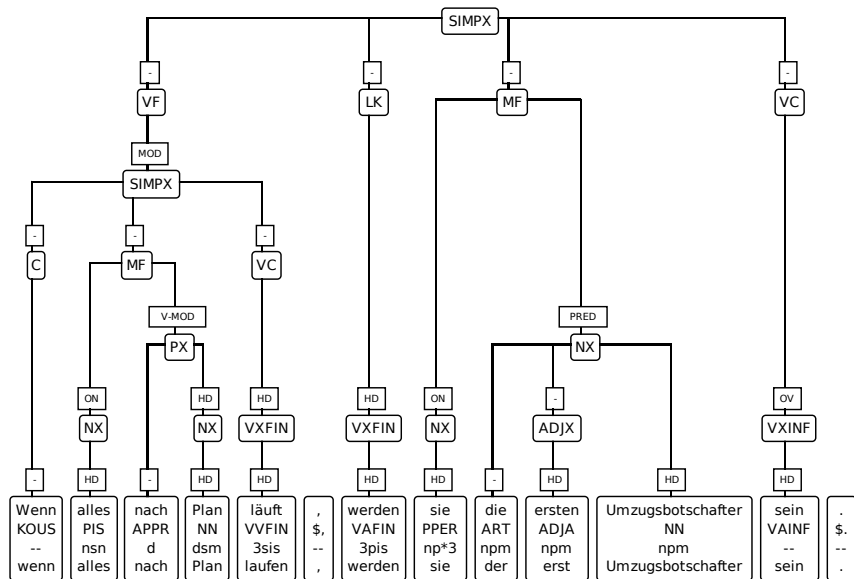 SIMPX
- - - -
VF LK MF VC
MOD
SIMPX
- - -
C MF VC
V-MOD PRED
PX NX
ON HD HD HD ON - OV
NX NX VXFIN VXFIN NX ADJX VXINF
- HD - HD HD HD HD - HD HD HD
Wenn alles nach Plan läuft , werden sie die ersten Umzugsbotschafter sein .
KOUS PIS APPR NN VVFIN $, VAFIN PPER ART ADJA NN VAINF $.
-- nsn d dsm 3sis -- 3pis np*3 npm npm npm -- --
wenn alles nach Plan laufen , werden sie der erst Umzugsbotschafter sein .